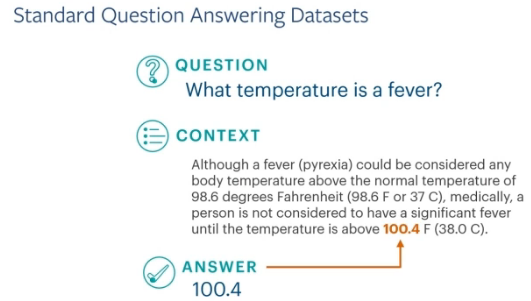 Standard Question Answering Datasets
QUESTION
What temperature is a fever?
CONTEXT
Although a fever (pyrexia) could be considered any
body temperature above the normal temperature of
98.6 degrees Fahrenheit (98.6 F or 37 C), medically, a
person is not considered to have a significant fever
until the temperature is above 100.4 F (38.0 C).
ANSWER
100.4